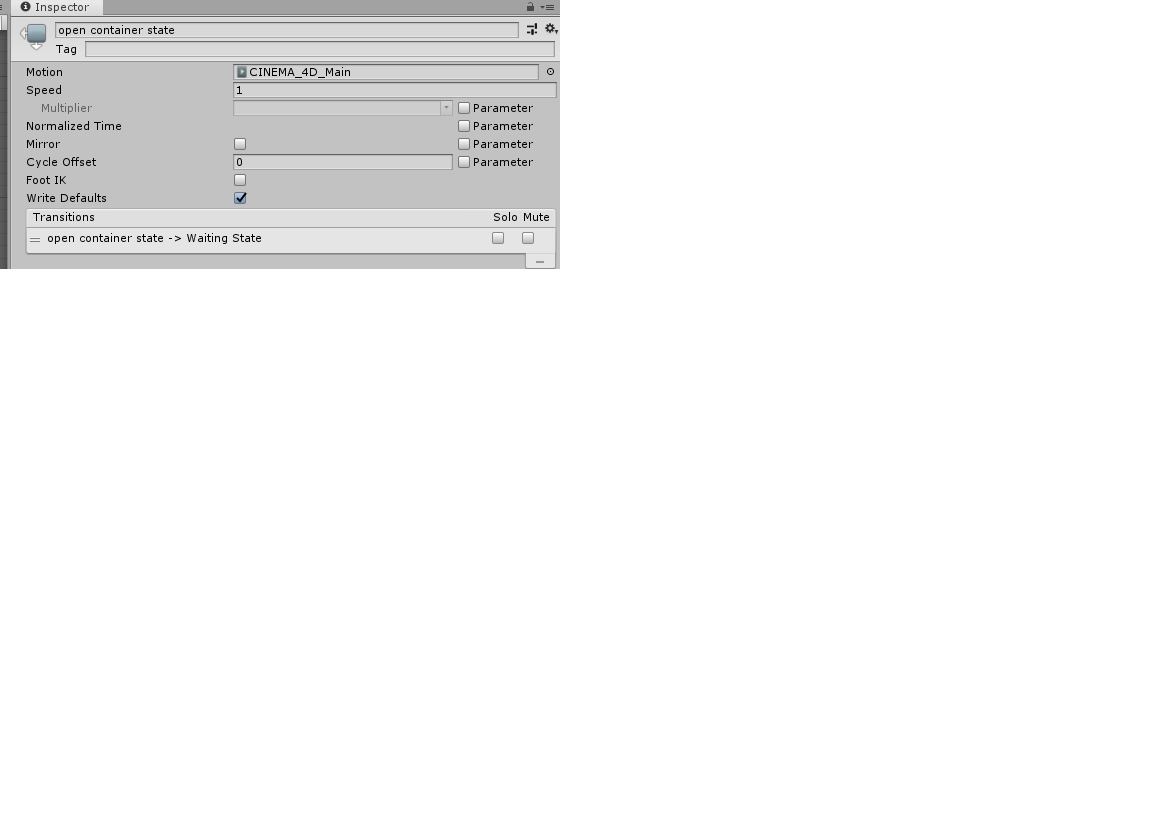 Inspector
open container state
Tag
Motion CINEMA_4D_Main
Speed 1
Multiplier Parameter
Normalized Time Parameter
Mirror Parameter
Cycle Offset 0 Parameter
Foot IK
Write Defaults
Transitions Solo Mute
open container state -> Waiting State